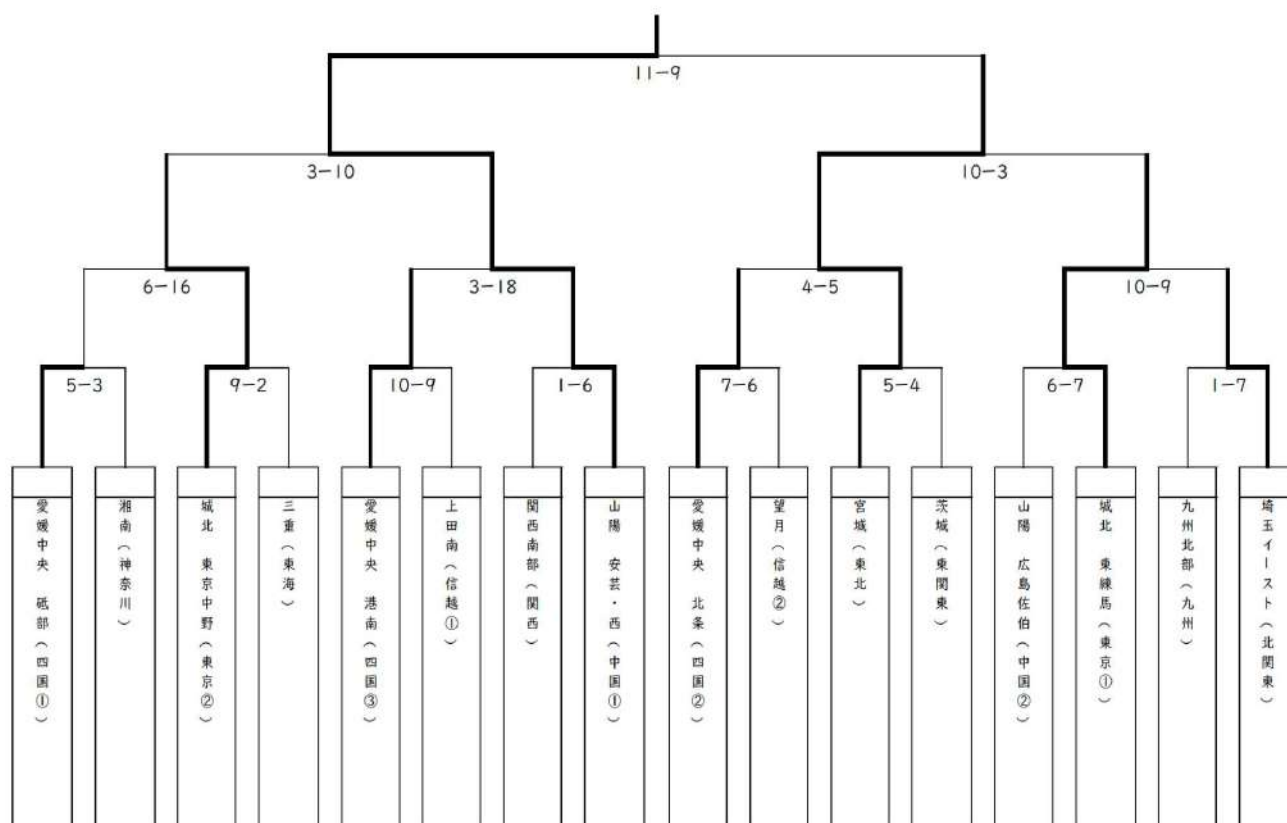 11-9
3-10
10-3
6-16
3-18
4-5
10-9
5-3
9-2
10-9
1-6
7-6
5-4
6-7
1-7
愛媛中央 砥部(四国①)
湘南(神奈川)
城北 東京中野(東京②)
三重(東海)
愛媛中央 港南(四国③)
上田南(信越①)
関西南部(関西)
山陽 安芸・西(中国①)
愛媛中央 北条(四国②)
望月(信越②)
宮城(東北)
茨城(東関東)
山陽 広島佐伯(中国②)
城北 東練馬(東京①)
九州北部(九州)
埼玉イースト(北関東)